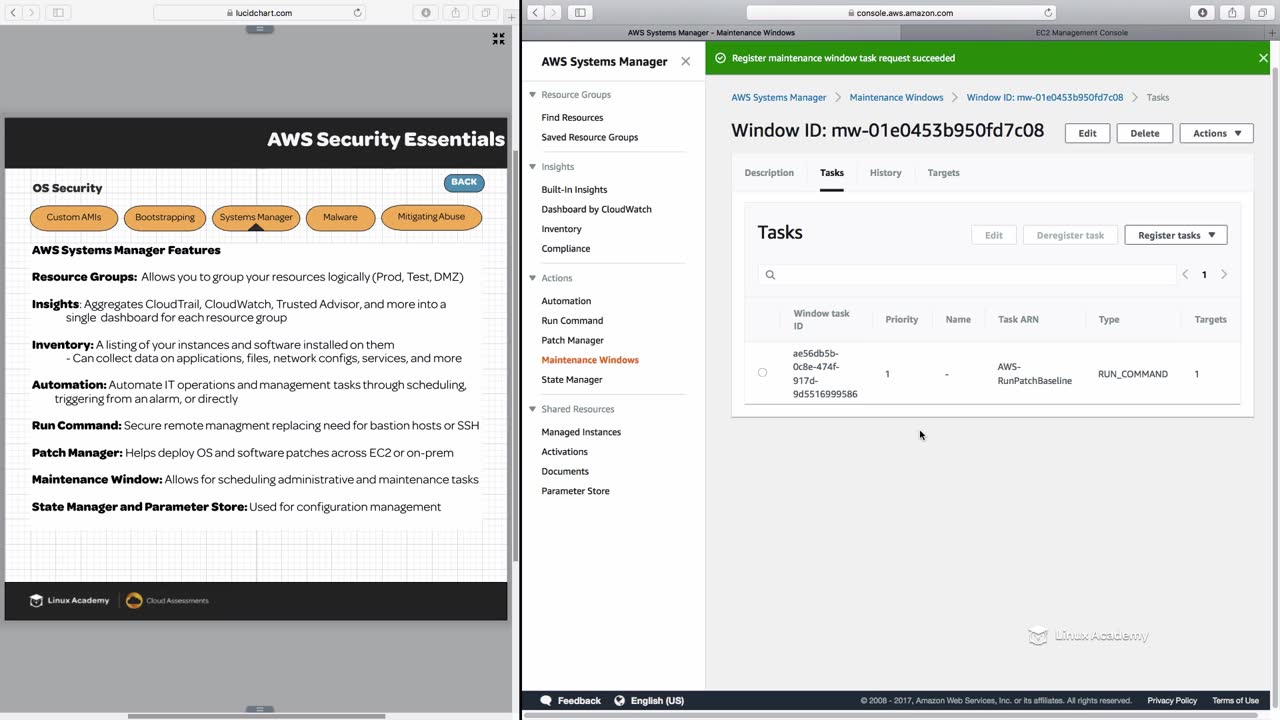 lucidchart.com
AWS Security Essentials
OS Security
BACK
Custom AMIs
Bootstrapping
Systems Manager
Malware
Mitigating Abuse
AWS Systems Manager Features
Resource Groups: Allows you to group your resources logically (Prod, Test, DMZ)
Insights: Aggregates CloudTrail, CloudWatch, Trusted Advisor, and more into a
single dashboard for each resource group
Inventory: A listing of your instances and software installed on them
- Can collect data on applications, files, network configs, services, and more
Automation: Automate IT operations and management tasks through scheduling,
triggering from an alarm, or directly
Run Command: Secure remote managment replacing need for bastion hosts or SSH
Patch Manager: Helps deploy OS and software patches across EC2 or on-prem
Maintenance Window: Allows for scheduling administrative and maintenance tasks
State Manager and Parameter Store: Used for configuration management
Linux Academy
Cloud Assessments
console.aws.amazon.com
AWS Systems Manager - Maintenance Windows
EC2 Management Console
AWS Systems Manager
Resource Groups
Find Resources
Saved Resource Groups
Insights
Built-In Insights
Dashboard by CloudWatch
Inventory
Compliance
Actions
Automation
Run Command
Patch Manager
Maintenance Windows
State Manager
Shared Resources
Managed Instances
Activations
Documents
Parameter Store
Register maintenance window task request succeeded
AWS Systems Manager > Maintenance Windows > Window ID: mw-01e0453b950fd7c08 > Tasks
Window ID: mw-01e0453b950fd7c08
Edit
Delete
Actions
Description
Tasks
History
Targets
Tasks
Edit
Deregister task
Register tasks
1
Window task
ID
Priority
Name
Task ARN
Type
Targets
ae56db5b-
0c8e-474f-
917d-
9d5516999586
1
-
AWS-
RunPatchBaseline
RUN_COMMAND
1
Linux Academy
Feedback
English (US)
© 2008 - 2017, Amazon Web Services, Inc. or its affiliates. All rights reserved.
Privacy Policy
Terms of Use